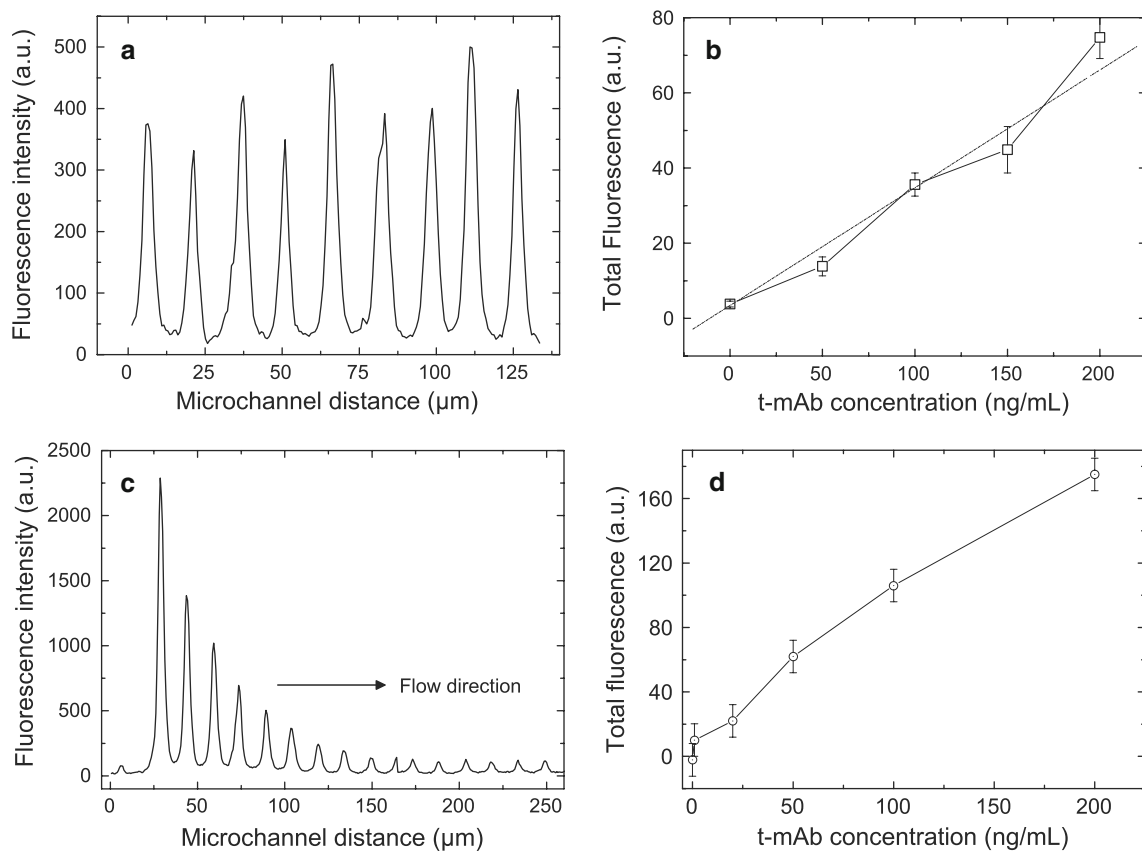 a
Fluorescence intensity (a.u.)
500
400
300
200
100
0
0 25 50 75 100 125
Microchannel distance (µm)
b
Total Fluorescence (a.u.)
80
60
40
20
0
0 50 100 150 200
t-mAb concentration (ng/mL)
c
Fluorescence intensity (a.u.)
2500
2000
1500
1000
500
0
Flow direction
0 50 100 150 200 250
Microchannel distance (µm)
d
Total fluorescence (a.u.)
160
120
80
40
0
0 50 100 150 200
t-mAb concentration (ng/mL)